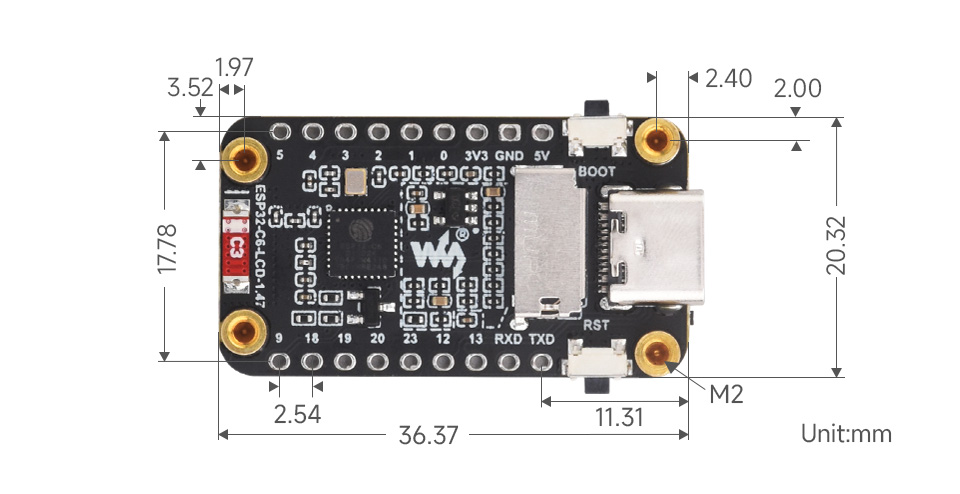 1.97
3.52
2.40
2.00
5 4 3 2 1 0 3V3 GND 5V
BOOT
ESP32-C6-LCD-1.47
C3
®
17.78
20.32
RST
9 18 19 20 23 12 13 RXD TXD
M2
2.54
11.31
36.37
Unit:mm